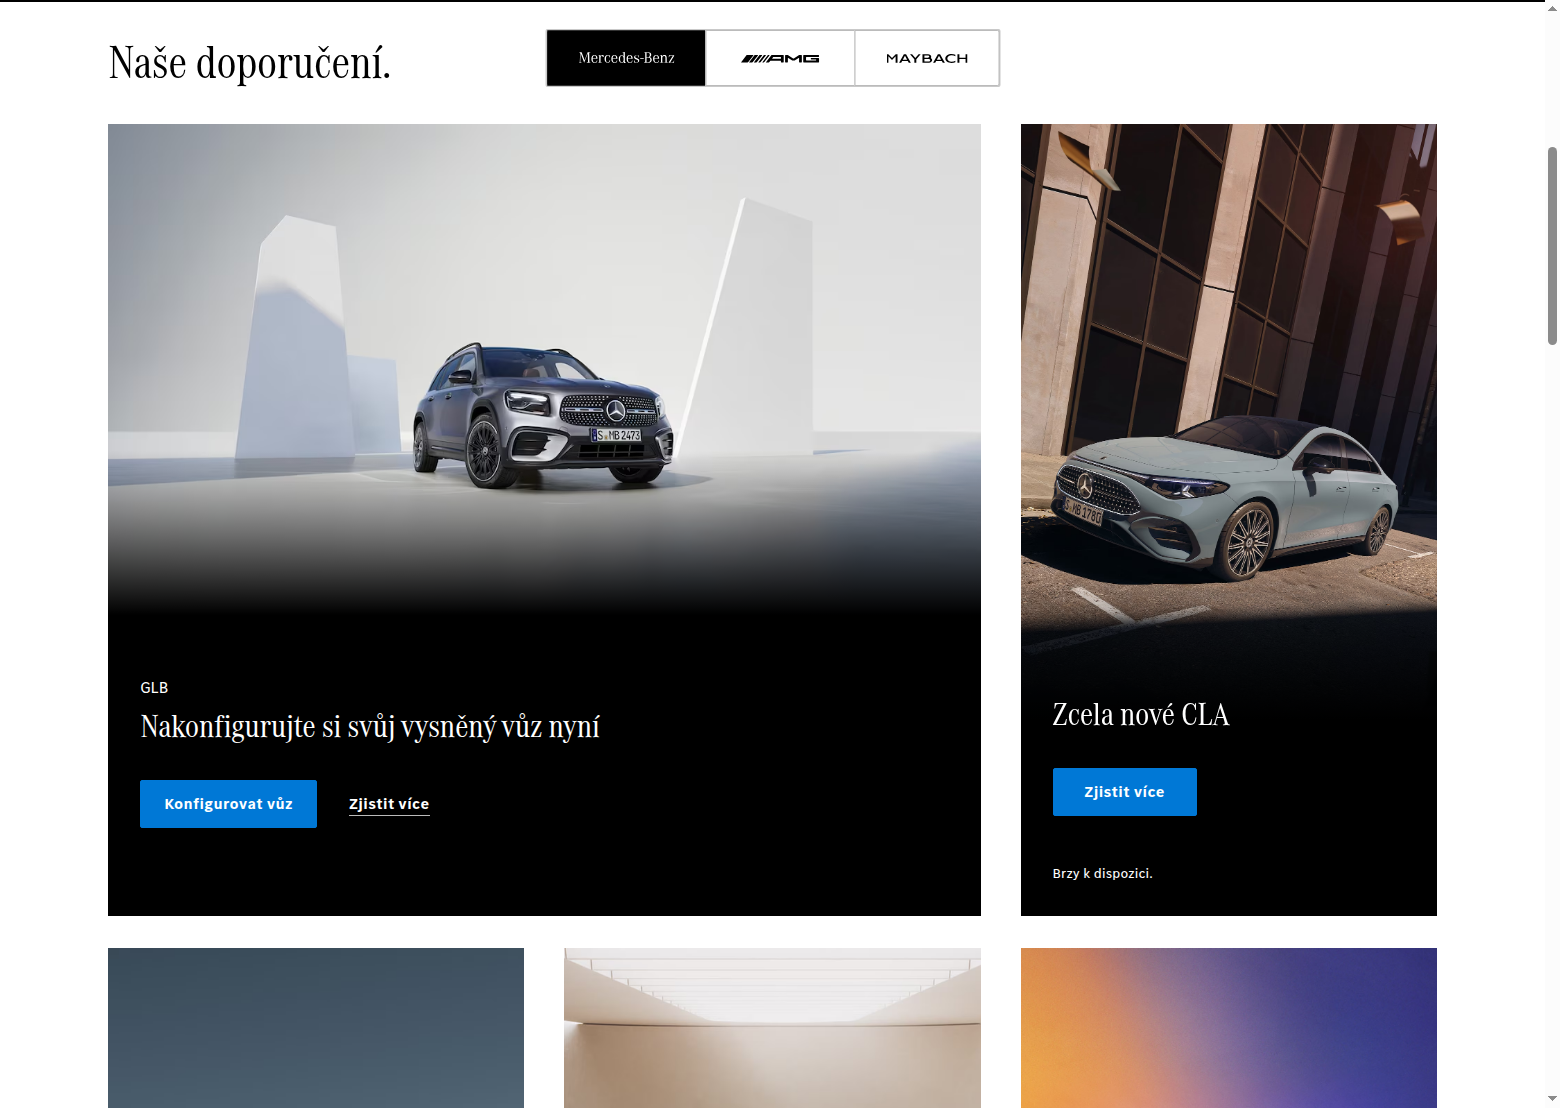 Naše doporučení.
Mercedes-Benz
AMG
MAYBACH
S MB 2473
S MB 1780
GLB
Nakonfigurujte si svůj vysněný vůz nyní
Konfigurovat vůz
Zjistit více
Zcela nové CLA
Zjistit více
Brzy k dispozici.